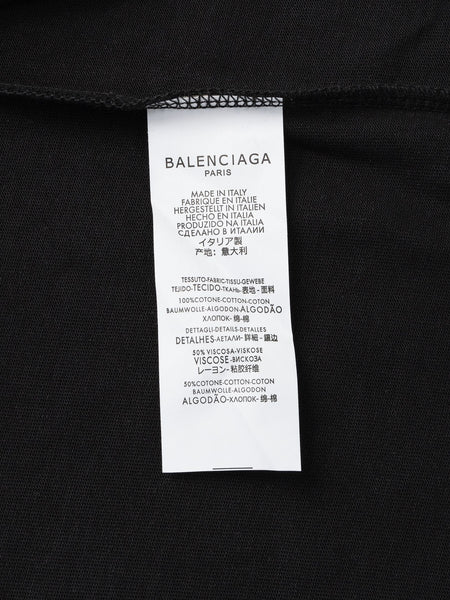 BALENCIAGA
PARIS
MADE IN ITALY
FABRIQUE EN ITALIE
HERGESTELLT IN ITALIEN
HECHO EN ITALIA
PRODUZIDO NA ITALIA
СДЕЛАНО В ИТАЛИИ
イタリア製
产地：意大利
TESSUTO-FABRIC-TISSU-GEWEBE
TEJIDO-TECIDO-ТКАНЬ-表地-面料
100%COTONE-COTTON-COTON
BAUMWOLLE-ALGODON-ALGODÃO
ХЛОПОК-綿-棉
DETTAGLI-DETAILS-DETALLES
DETALHES-ДЕТАЛИ-詳細-鑲边
50%VISCOSA-VISKOSE
VISCOSE-ВИСКОЗА
レーヨン-粘胶纤维
50%COTONE-COTTON-COTON
BAUMWOLLE-ALGODON
ALGODÃO-ХЛОПОК-绵-棉